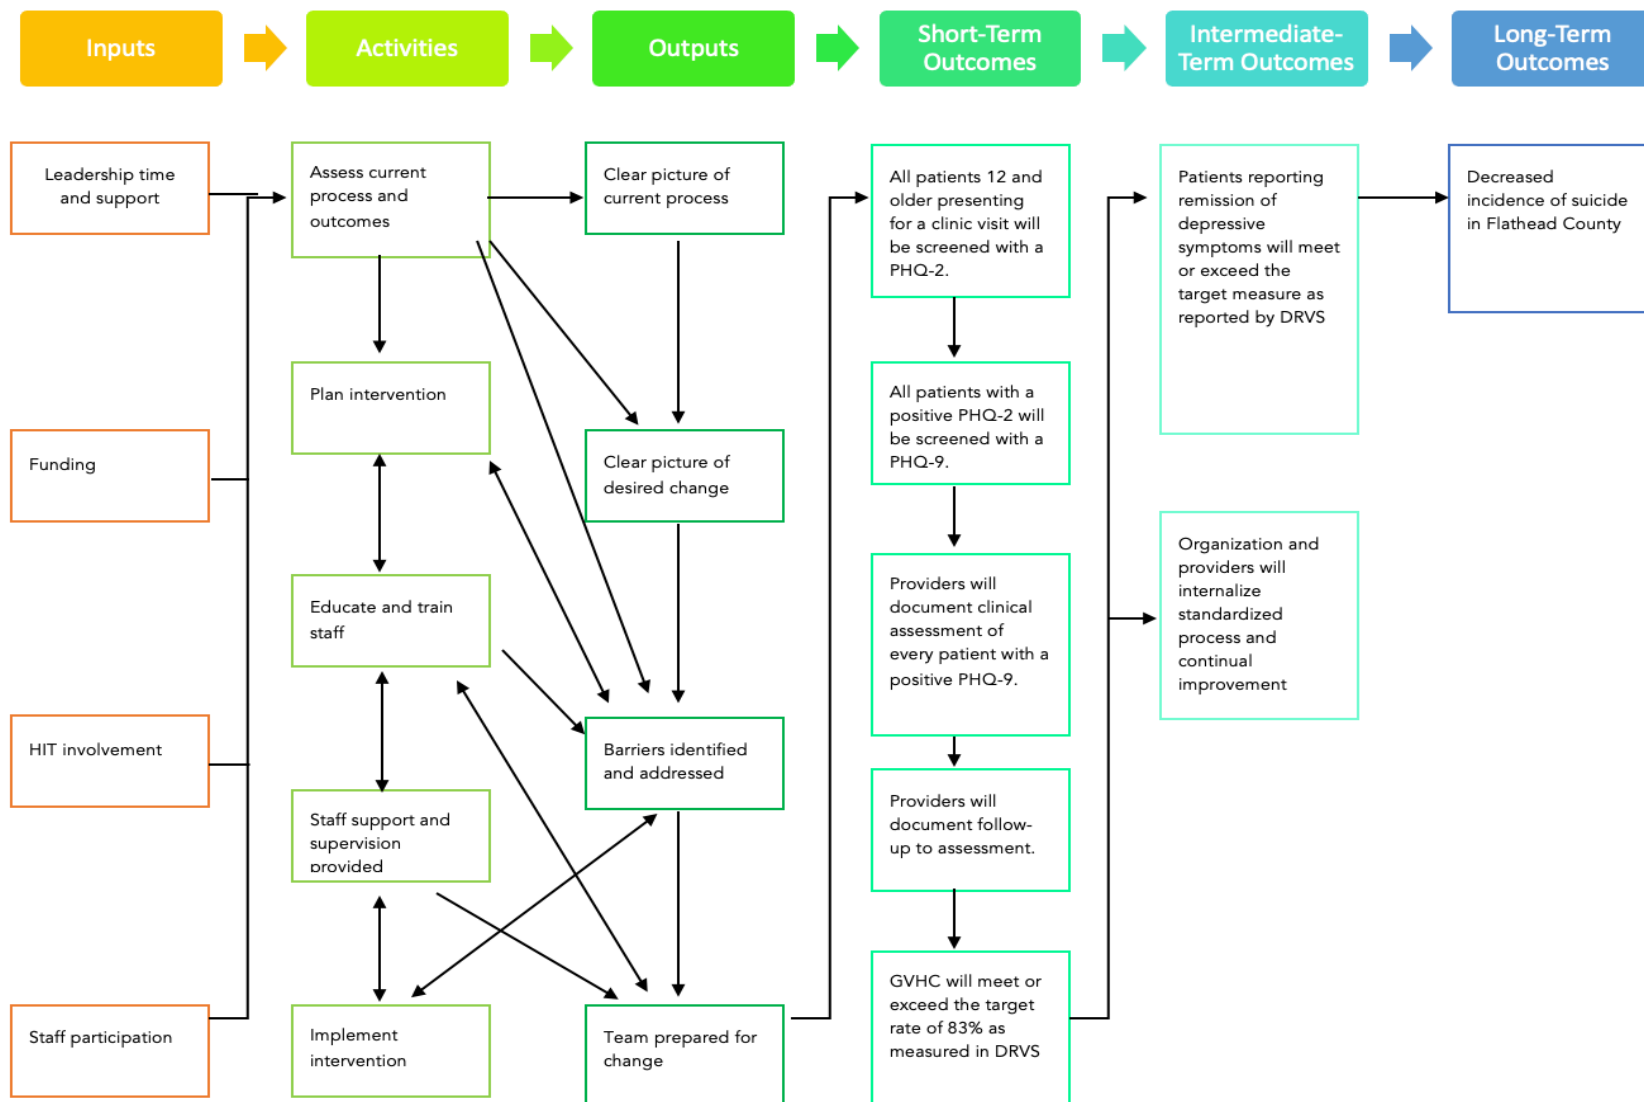 Inputs
Activities
Outputs
Short-Term
Outcomes
Intermediate-
Term Outcomes
Long-Term
Outcomes
Leadership time
and support
Funding
HIT involvement
Staff participation
Assess current
process and
outcomes
Plan intervention
Educate and train
staff
Staff support and
supervision
provided
Implement
intervention
Clear picture of
current process
Clear picture of
desired change
Barriers identified
and addressed
Team prepared for
change
All patients 12 and
older presenting
for a clinic visit will
be screened with a
PHQ-2.
All patients with a
positive PHQ-2 will
be screened with a
PHQ-9.
Providers will
document clinical
assessment of
every patient with a
positive PHQ-9.
Providers will
document follow-
up to assessment.
GVHC will meet or
exceed the target
rate of 83% as
measured in DRVS
Patients reporting
remission of
depressive
symptoms will meet
or exceed the
target measure as
reported by DRVS
Organization and
providers will
internalize
standardized
process and
continual
improvement
Decreased
incidence of suicide
in Flathead County